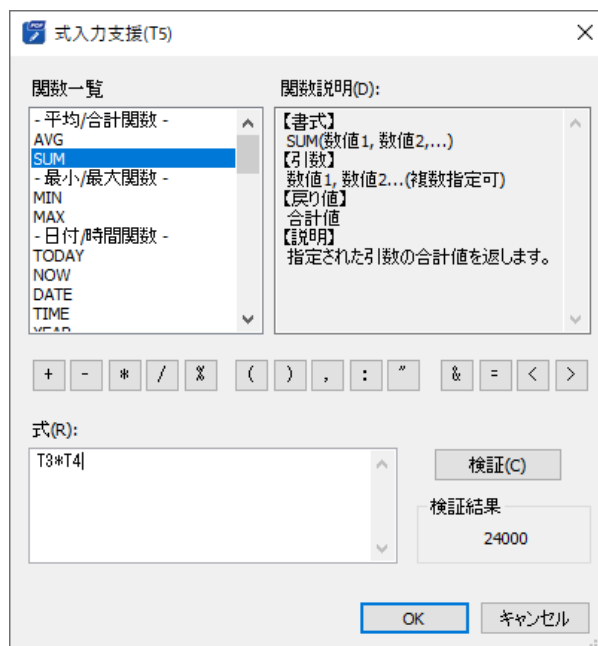 式入力支援(T5)
関数一覧
関数説明(D):
- 平均/合計関数 -
AVG
SUM
- 最小/最大関数 -
MIN
MAX
- 日付/時間関数 -
TODAY
NOW
DATE
TIME
YEAR
【書式】
SUM(数値1, 数値2,...)
【引数】
数値1, 数値2...(複数指定可)
【戻り値】
合計値
【説明】
指定された引数の合計値を返します。
+ - * / % ( ) , : " & = < >
式(R):
T3*T4
検証(C)
検証結果
24000
OK キャンセル